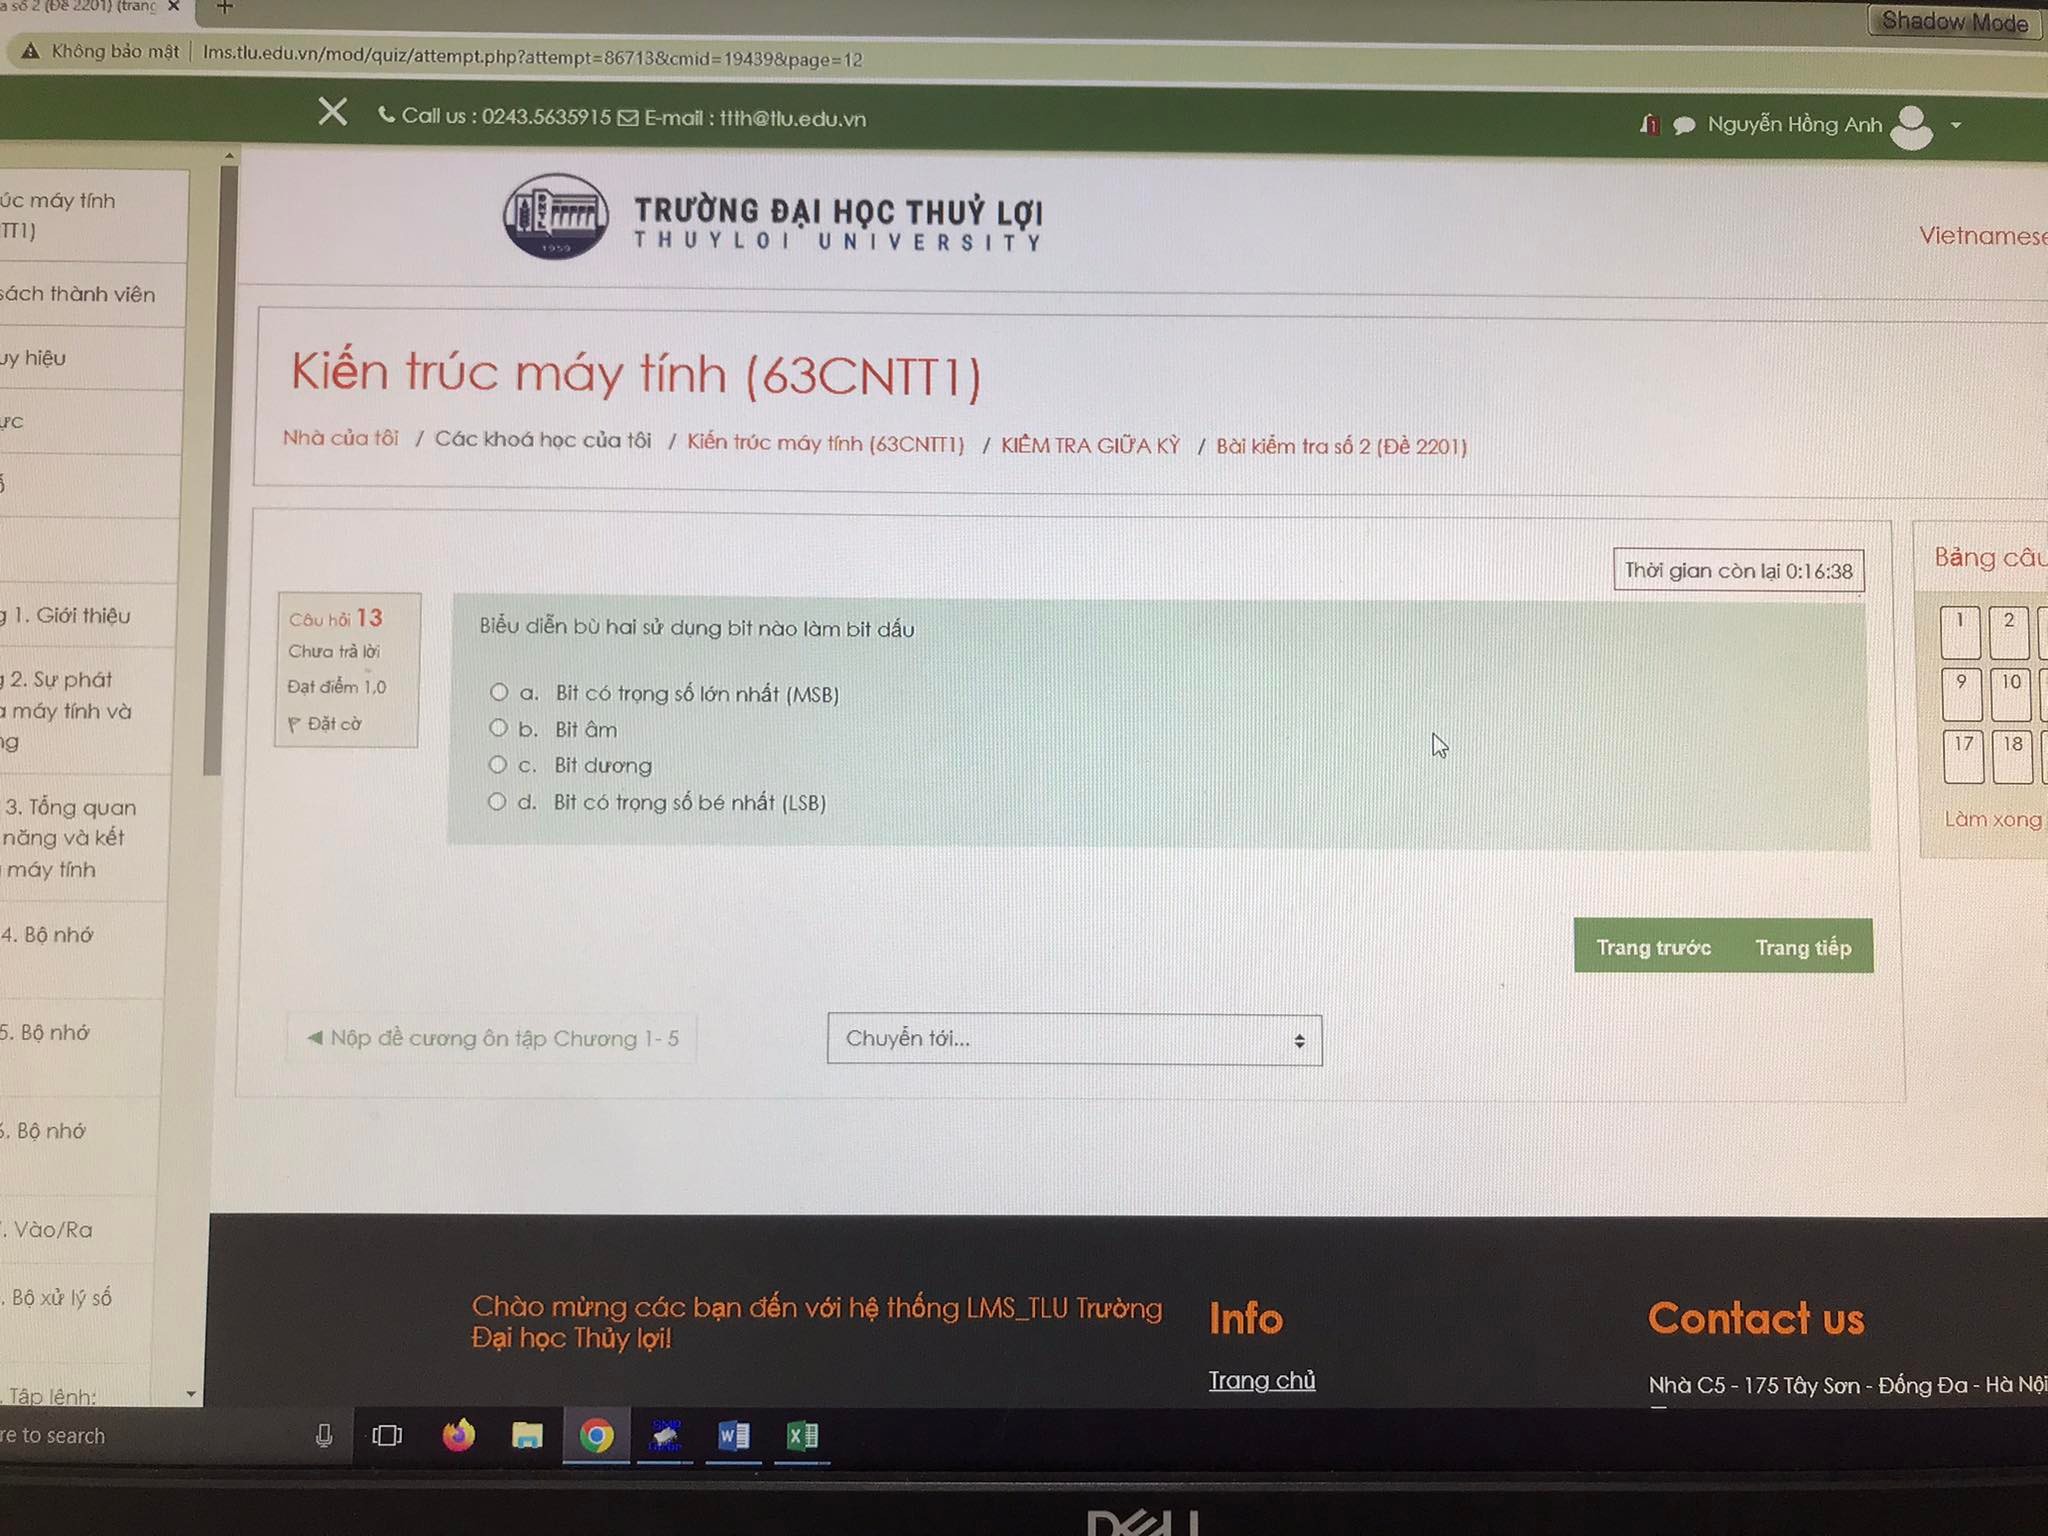 a số 2 (Đề 2201) (trang
Shadow Mode
Không bảo mật
lms.tlu.edu.vn/mod/quiz/attempt.php?attempt=86713&cmid=19439&page=12
Call us : 0243.5635915 E-mail : ttth@tlu.edu.vn
1
Nguyễn Hồng Anh
úc máy tính
TT1)
sách thành viên
uy hiệu
ực
ố
g 1. Giới thiệu
g 2. Sự phát
a máy tính và
ng
3. Tổng quan
năng và kết
máy tính
4. Bộ nhớ
5. Bộ nhớ
6. Bộ nhớ
7. Vào/Ra
. Bộ xử lý số
. Tập lệnh:
1959
TRƯỜNG ĐẠI HỌC THUỶ LỢI
THUYLOI UNIVERSITY
Vietnamese
Kiến trúc máy tính (63CNTT1)
Nhà của tôi / Các khoá học của tôi / Kiến trúc máy tính (63CNTT1) / KIỂM TRA GIỮA KỲ / Bài kiểm tra số 2 (Đề 2201)
Thời gian còn lại 0:16:38
Câu hỏi 13
Chưa trả lời
Đạt điểm 1,0
Đặt cờ
Biểu diễn bù hai sử dụng bit nào làm bit dấu
a. Bit có trọng số lớn nhất (MSB)
b. Bit âm
c. Bit dương
d. Bit có trọng số bé nhất (LSB)
Bảng câu
1 2
9 10
17 18
Làm xong
Trang trước Trang tiếp
◄ Nộp đề cương ôn tập Chương 1- 5
Chuyển tới...
Chào mừng các bạn đến với hệ thống LMS_TLU Trường
Đại học Thủy lợi!
Info
Trang chủ
Contact us
Nhà C5 - 175 Tây Sơn - Đống Đa - Hà Nội
re to search
DELL